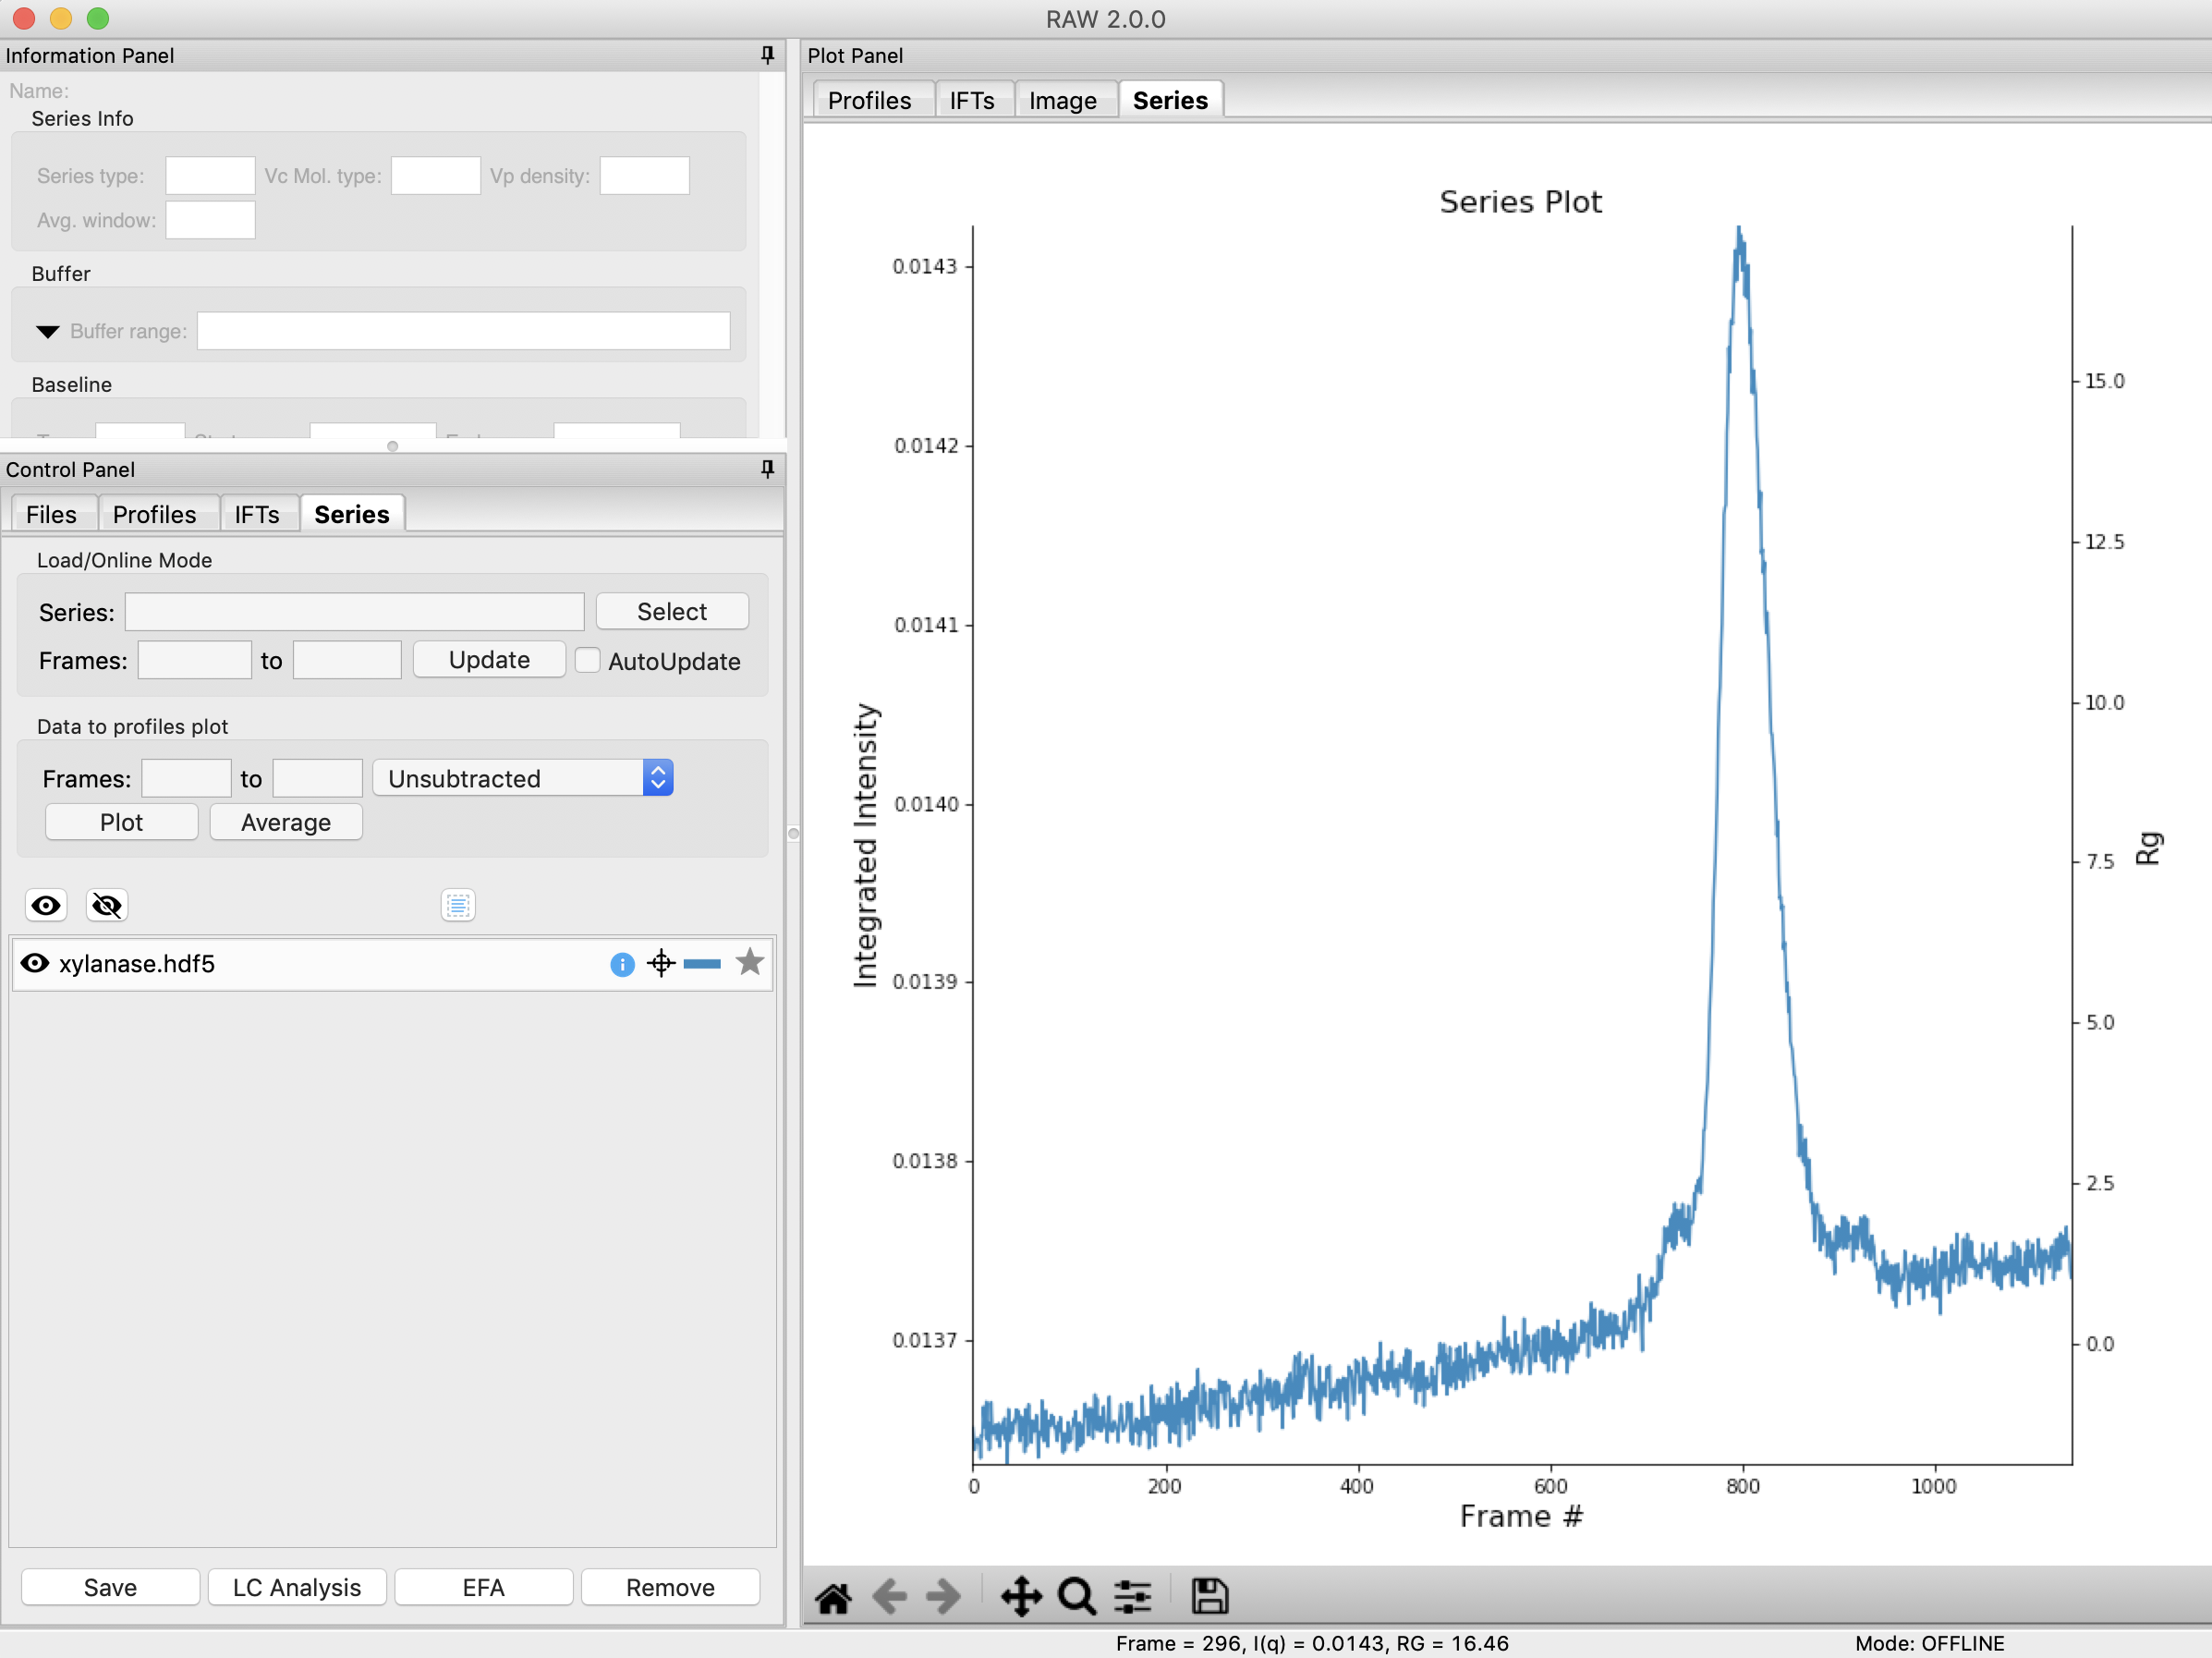 RAW 2.0.0
Information Panel
Name:
Series Info
Series type:
Vc Mol. type:
Vp density:
Avg. window:
Buffer
Buffer range:
Baseline
Control Panel
Files
Profiles
IFTs
Series
Load/Online Mode
Series:
Select
Frames:
to
Update
AutoUpdate
Data to profiles plot
Frames:
to
Unsubtracted
Plot
Average
xylanase.hdf5
Save
LC Analysis
EFA
Remove
Plot Panel
Profiles
IFTs
Image
Series
Series Plot
Integrated Intensity
0.0143
0.0142
0.0141
0.0140
0.0139
0.0138
0.0137
15.0
12.5
10.0
7.5
5.0
2.5
0.0
Rg
0
200
400
600
800
1000
Frame #
Frame = 296, I(q) = 0.0143, RG = 16.46
Mode: OFFLINE